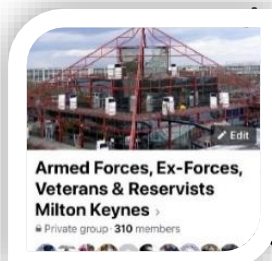 Edit
Armed Forces, Ex-Forces,
Veterans & Reservists
Milton Keynes ›
Private group · 310 members